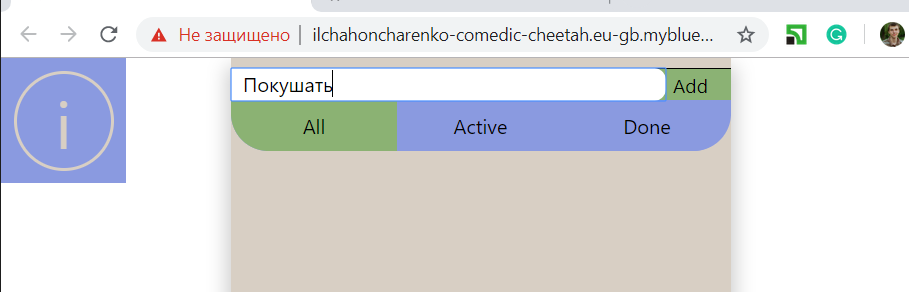 Не защищено | ilchahoncharenko-comedic-cheetah.eu-gb.myblue...
i
Покушать Add
All Active Done